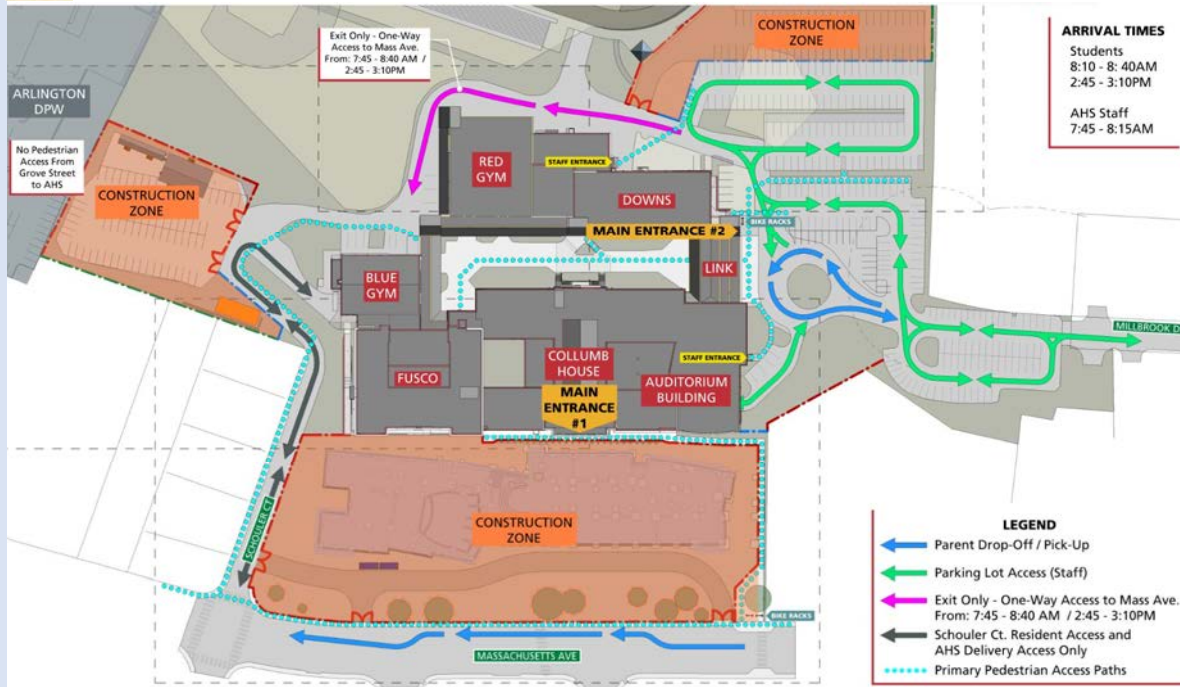 CONSTRUCTION
ZONE
ARRIVAL TIMES
Students
8:10 - 8:40AM
2:45 - 3:10PM
AHS Staff
7:45 - 8:15AM
Exit Only - One-Way
Access to Mass Ave.
From: 7:45 - 8:40 AM /
2:45 - 3:10PM
ARLINGTON
DPW
No Pedestrian
Access From
Grove Street
to AHS
CONSTRUCTION
ZONE
RED
GYM
STAFF ENTRANCE
DOWNS
BIKE RACKS
MAIN ENTRANCE #2
LINK
BLUE
GYM
MILLBROOK D
FUSCO
COLLUMB
HOUSE
STAFF ENTRANCE
AUDITORIUM
BUILDING
MAIN
ENTRANCE
#1
CONSTRUCTION
ZONE
SCHOULER CT
BIKE RACKS
MASSACHUSETTS AVE
LEGEND
Parent Drop-Off / Pick-Up
Parking Lot Access (Staff)
Exit Only - One-Way Access to Mass Ave.
From: 7:45 - 8:40 AM / 2:45 - 3:10PM
Schouler Ct. Resident Access and
AHS Delivery Access Only
Primary Pedestrian Access Paths